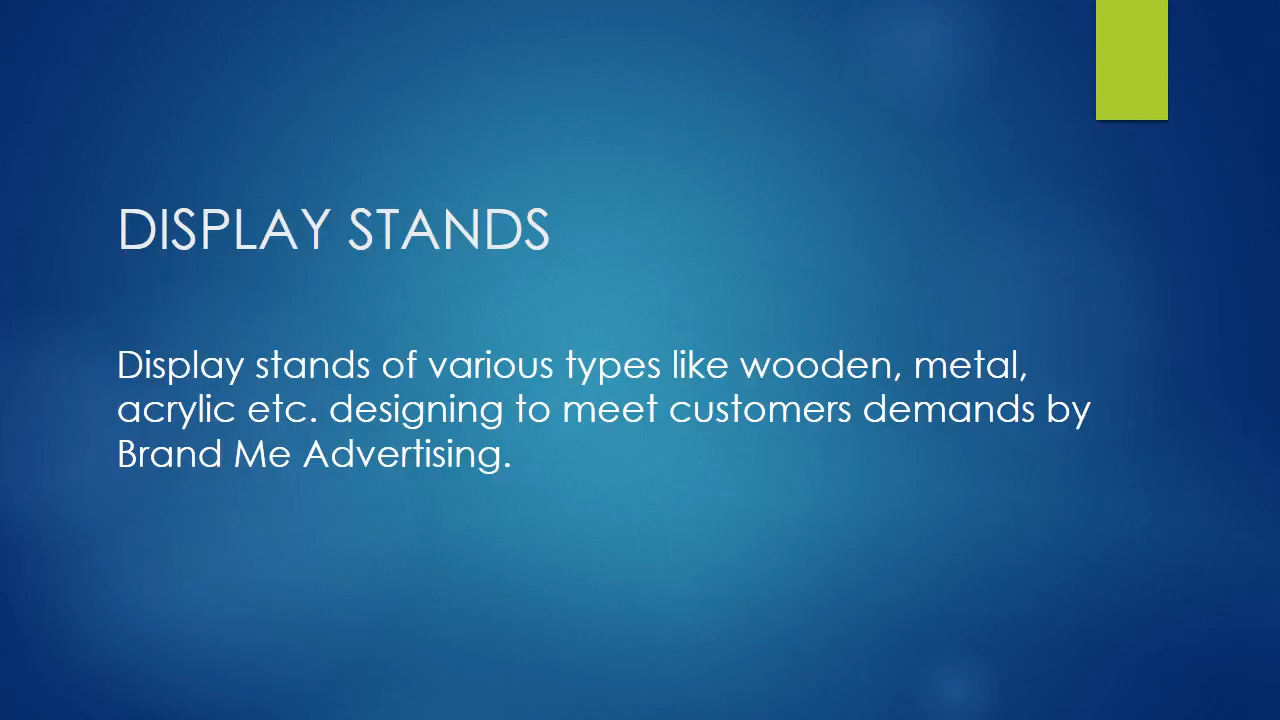 DISPLAY STANDS
Display stands of various types like wooden, metal,
acrylic etc. designing to meet customers demands by
Brand Me Advertising.